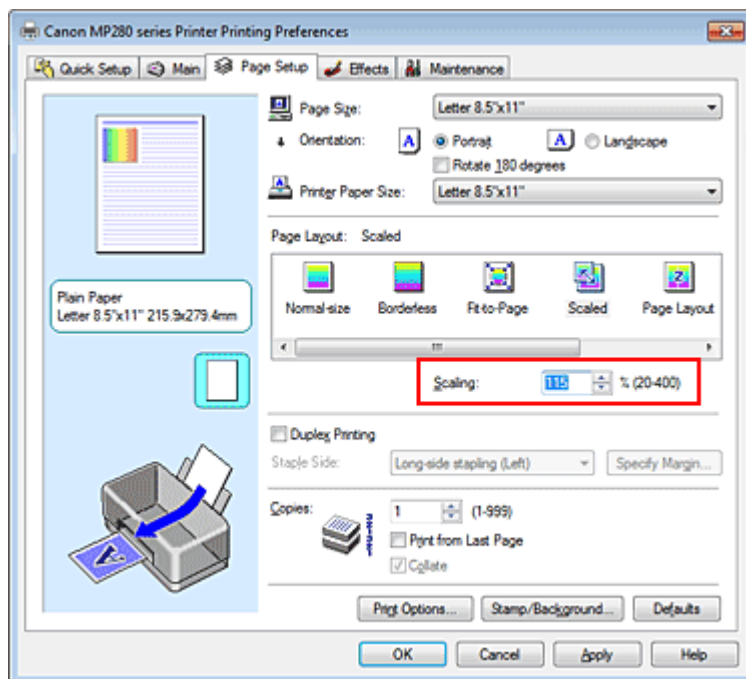 Canon MP280 series Printer Printing Preferences
Quick Setup Main Page Setup Effects Maintenance
Page Size: Letter 8.5"x11"
Orientation: A Portrait A Landscape
Rotate 180 degrees
Printer Paper Size: Letter 8.5"x11"
Page Layout: Scaled
Normal-size Borderless Fit-to-Page Scaled Page Layout
Plain Paper
Letter 8.5"x11" 215.9x279.4mm
Scaling: 115 % (20-400)
Duplex Printing
Staple Side: Long-side stapling (Left) Specify Margin...
Copies: 1 (1-999)
Print from Last Page
Collate
Print Options... Stamp/Background... Defaults
OK Cancel Apply Help